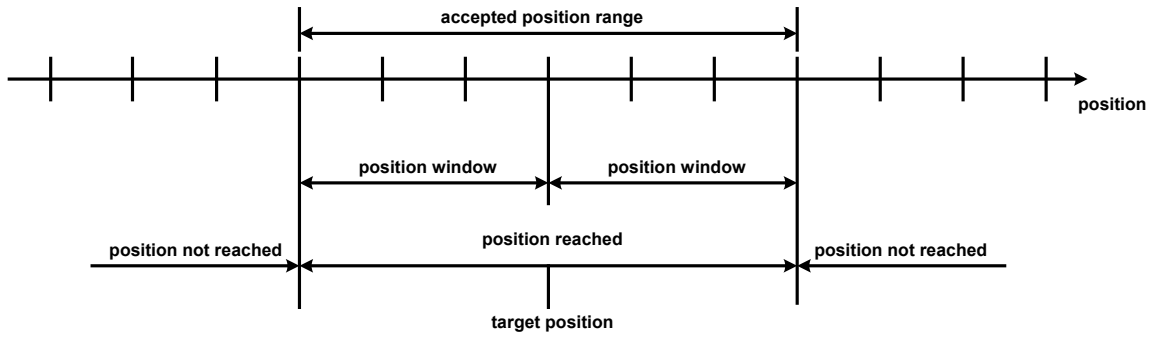 accepted position range
position
position window
position window
position not reached
position reached
position not reached
target position